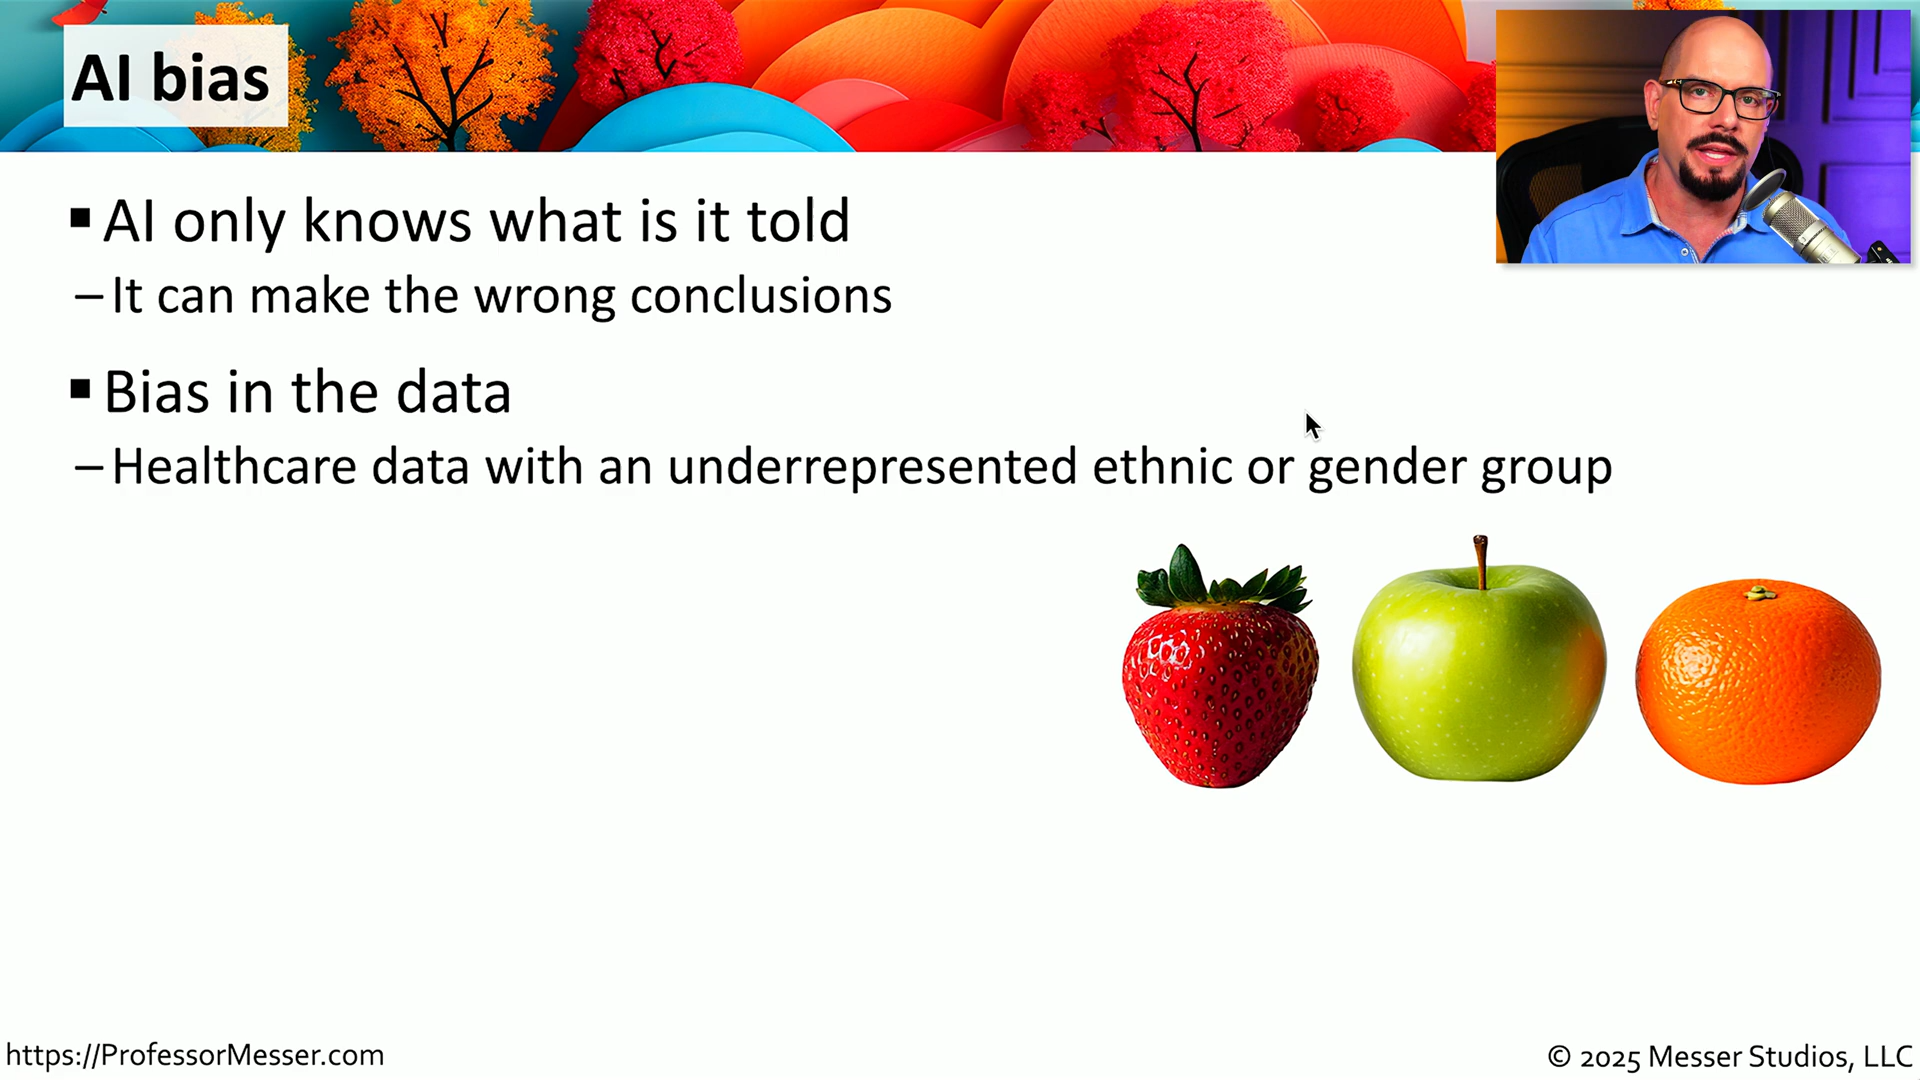 AI bias
▪ AI only knows what is it told
– It can make the wrong conclusions
▪ Bias in the data
– Healthcare data with an underrepresented ethnic or gender group
https://ProfessorMesser.com
© 2025 Messer Studios, LLC